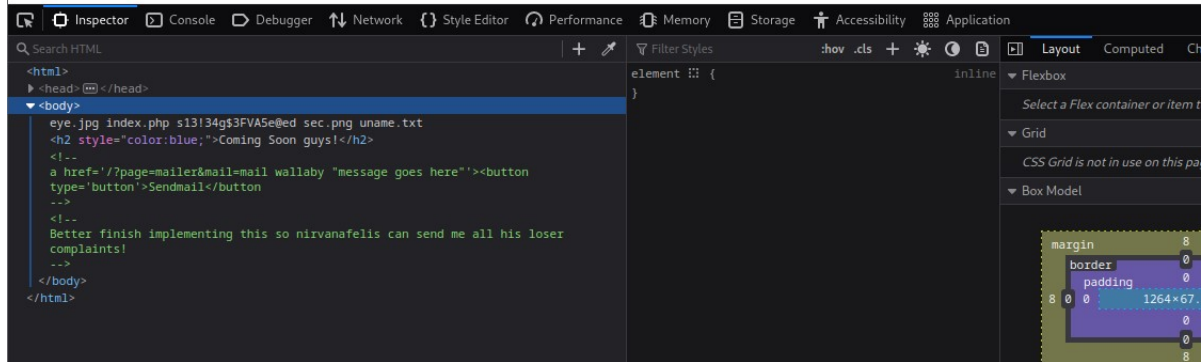 Inspector Console Debugger Network {} Style Editor Performance Memory Storage Accessibility Application
Search HTML + Filter Styles :hov .cls + Layout Computed Ch
<html>
<head> ••• </head>
<body>
eye.jpg index.php s13!34g$3FVA5e@ed sec.png uname.txt
<h2 style="color:blue;">Coming Soon guys!</h2>
<!--
a href='/?page=mailer&mail=mail wallaby "message goes here"'><button
type='button'>Sendmail</button
-->
<!--
Better finish implementing this so nirvanafelis can send me all his loser
complaints!
-->
</body>
</html>
element { inline
}
Flexbox
Select a Flex container or item t
Grid
CSS Grid is not in use on this pa
Box Model
margin 8
border 0
padding 0
8 0 0 1264×67.
0
0
8